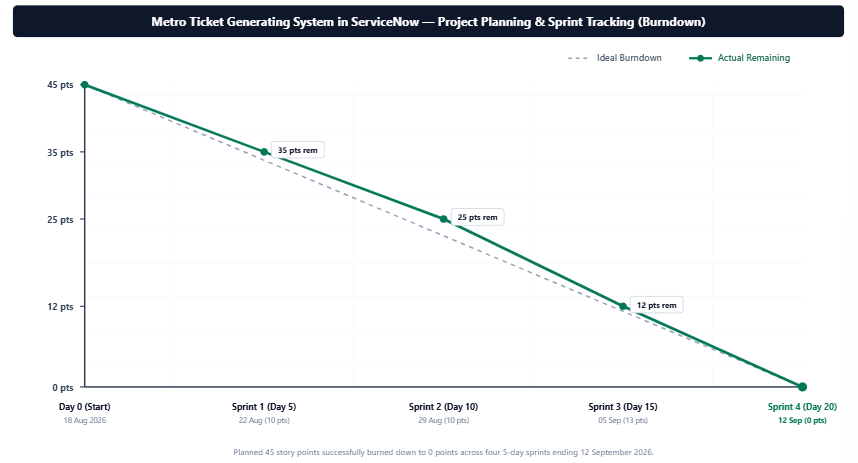 Metro Ticket Generating System in ServiceNow — Project Planning & Sprint Tracking (Burndown)
Ideal Burndown
Actual Remaining
45 pts
35 pts
35 pts rem
25 pts
25 pts rem
12 pts
12 pts rem
0 pts
Day 0 (Start)
18 Aug 2026
Sprint 1 (Day 5)
22 Aug (10 pts)
Sprint 2 (Day 10)
29 Aug (10 pts)
Sprint 3 (Day 15)
05 Sep (13 pts)
Sprint 4 (Day 20)
12 Sep (0 pts)
Planned 45 story points successfully burned down to 0 points across four 5-day sprints ending 12 September 2026.